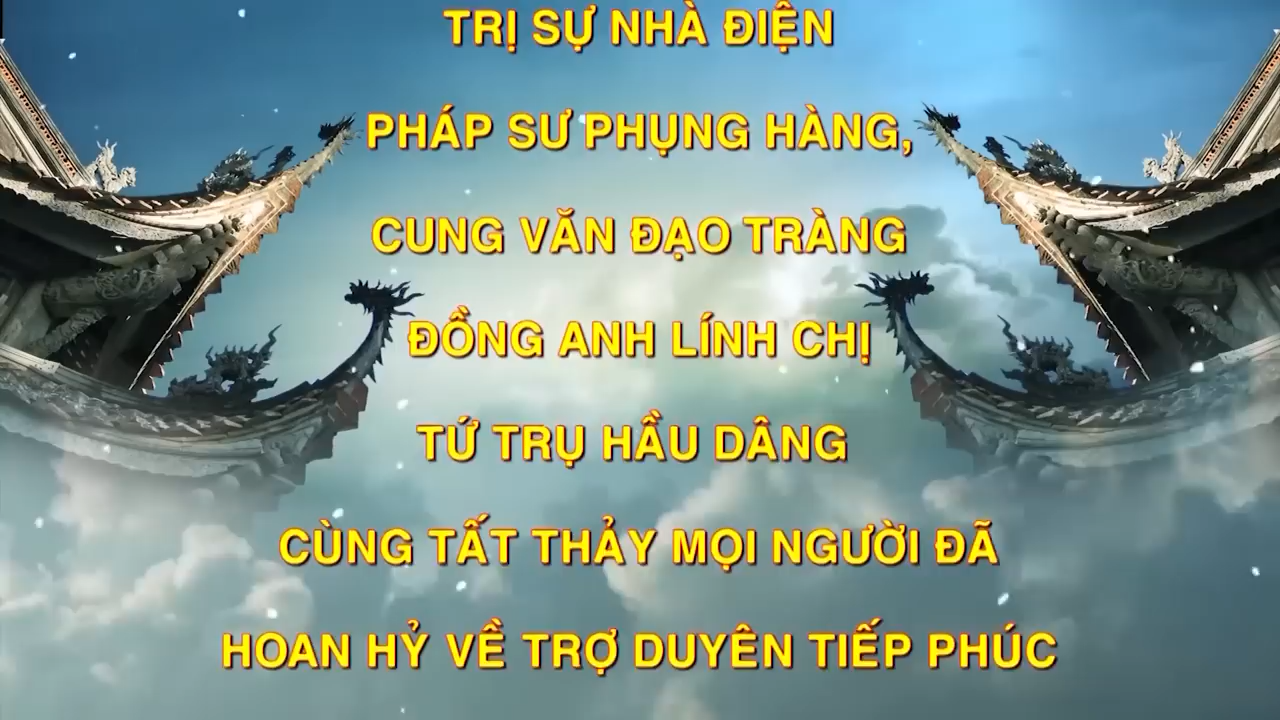 TRỊ SỰ NHÀ ĐIỆN
PHÁP SƯ PHỤNG HÀNG,
CUNG VĂN ĐẠO TRÀNG
ĐỒNG ANH LÍNH CHỊ
TỨ TRỤ HẦU DÂNG
CÙNG TẤT THẢY MỌI NGƯỜI ĐÃ
HOAN HỶ VỀ TRỢ DUYÊN TIẾP PHÚC